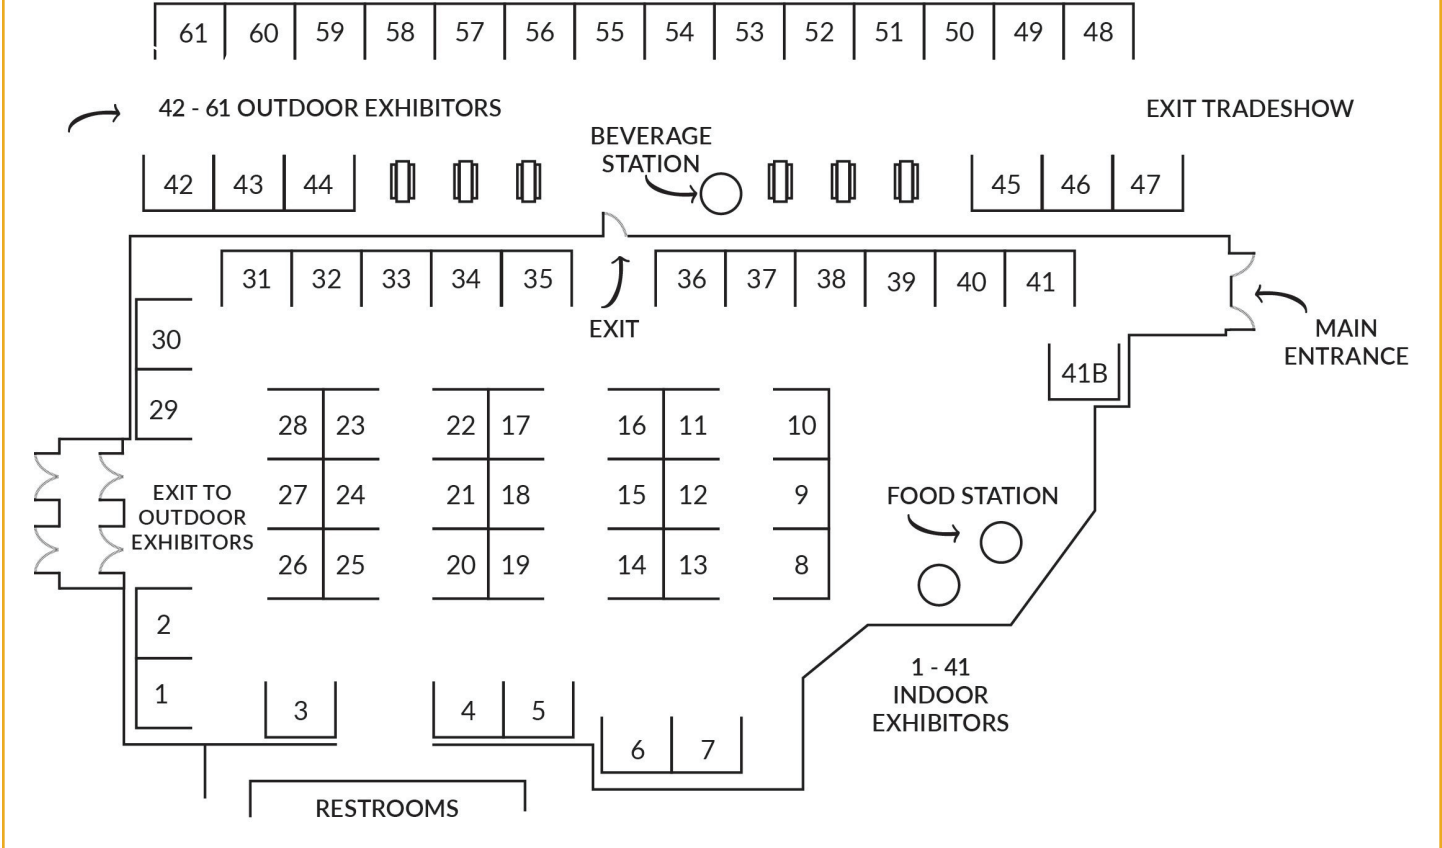 61 60 59 58 57 56 55 54 53 52 51 50 49 48
42 - 61 OUTDOOR EXHIBITORS
EXIT TRADESHOW
BEVERAGE
STATION
42 43 44
45 46 47
31 32 33 34 35
36 37 38 39 40 41
EXIT
MAIN
ENTRANCE
30
29
41B
28 23 22 17 16 11 10
27 24 21 18 15 12 9
26 25 20 19 14 13 8
EXIT TO
OUTDOOR
EXHIBITORS
FOOD STATION
2
1
3
4 5
6 7
1 - 41
INDOOR
EXHIBITORS
RESTROOMS